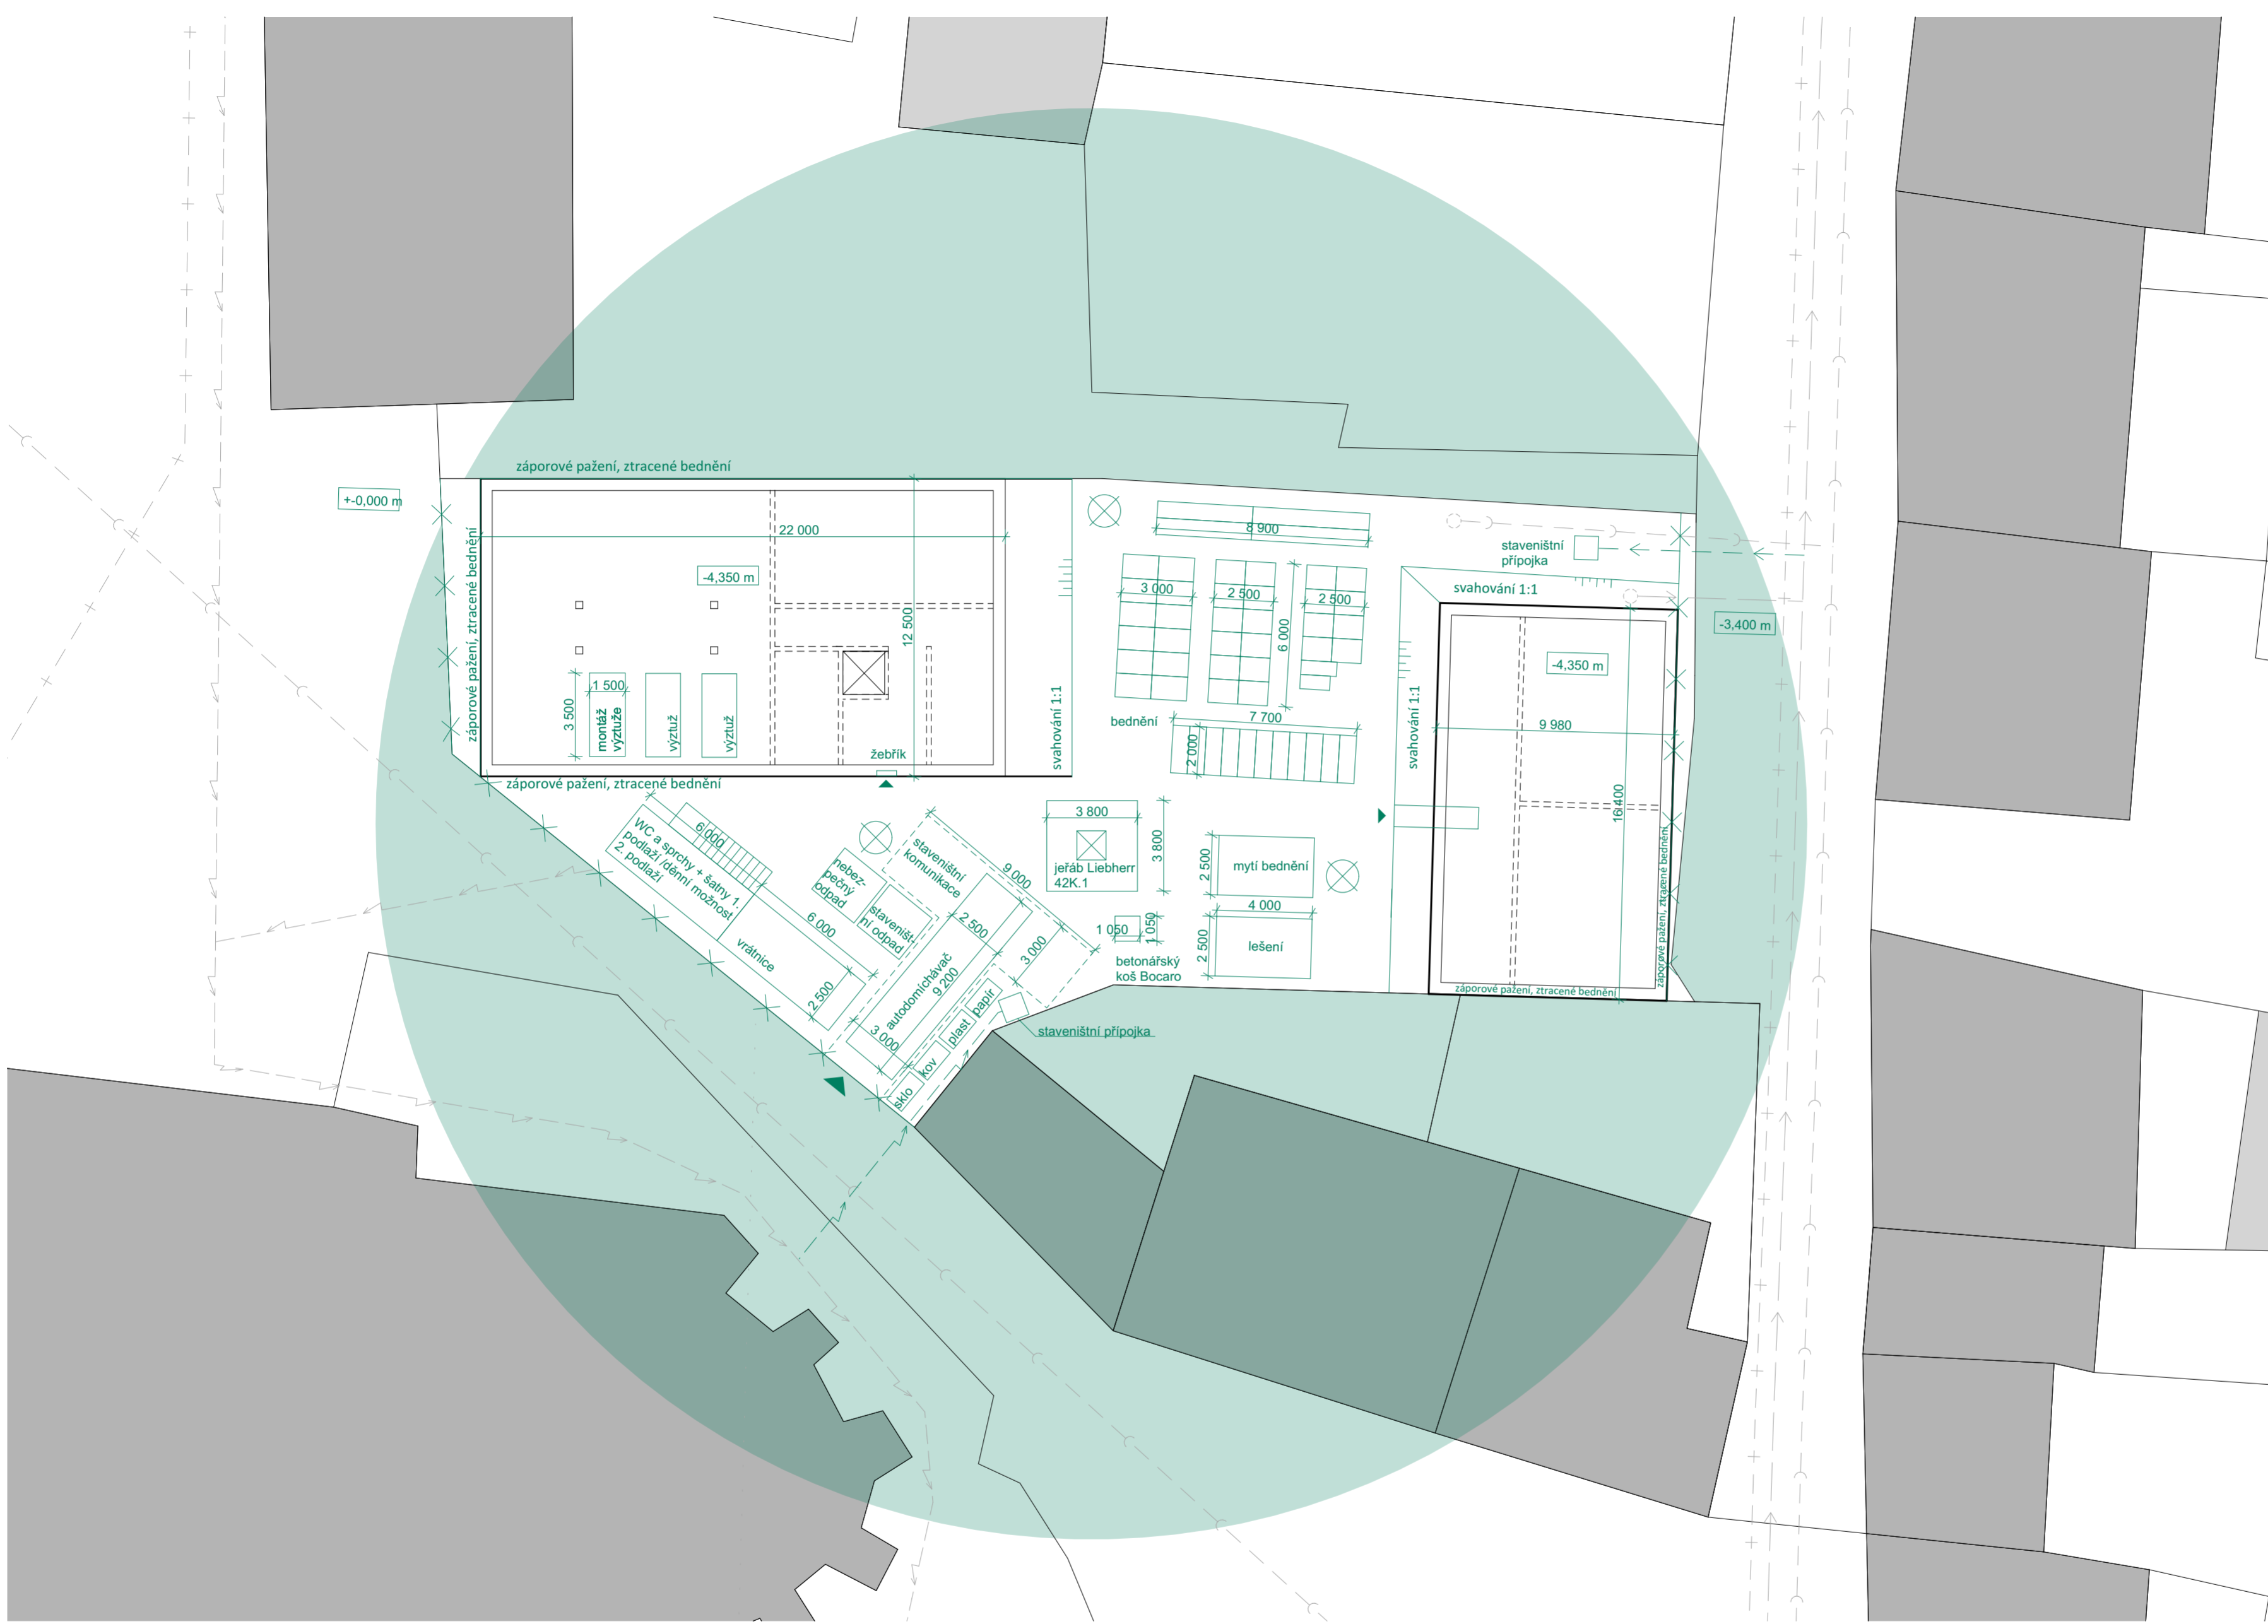 záporové pažení, ztracené bednění
+-0,000 m
záporové pažení, ztracené bednění
22 000
-4,350 m
12 500
3 500
1 500
montáž
výztuže
výztuž
výztuž
žebřík
svahování 1:1
záporové pažení, ztracené bednění
8 900
3 000
2 500
2 500
6 000
bednění
7 700
2 000
staveništní
přípojka
svahování 1:1
svahování 1:1
-3,400 m
-4,350 m
9 980
16 400
záporové pažení, ztracené bednění
záporové pažení, ztracené bednění
6 000
WC a sprchy + šatny 1.
podlaží /děnní možnost
2. podlaží
vrátnice
6 000
2 500
nebez-
pečný
odpad
staveništ-
ní odpad
staveništní
komunikace
9 000
2 500
3 000
autodomíchávač
9 200
3 000
sklo
kov
plast
papír
staveništní přípojka
3 800
3 800
jeřáb Liebherr
42K.1
1 050
1 050
betonářský
koš Bocaro
2 500
mytí bednění
4 000
2 500
lešení